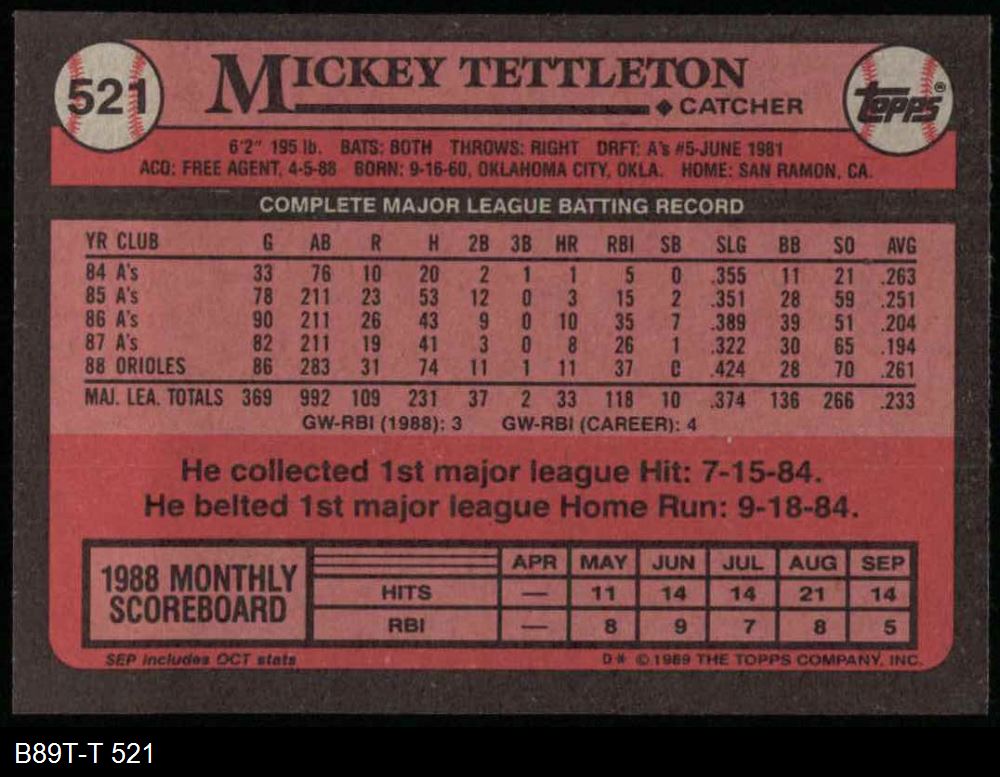 521
MICKEY TETTLETON
◆ CATCHER
topps®
6'2" 195 lb. BATS: BOTH THROWS: RIGHT DRFT: A's #5-JUNE 1981
ACQ: FREE AGENT, 4-5-88 BORN: 9-16-60, OKLAHOMA CITY, OKLA. HOME: SAN RAMON, CA.
COMPLETE MAJOR LEAGUE BATTING RECORD
YR CLUB G AB R H 2B 3B HR RBI SB SLG BB SO AVG
84 A's 33 76 10 20 2 1 1 5 0 .355 11 21 .263
85 A's 78 211 23 53 12 0 3 15 2 .351 28 59 .251
86 A's 90 211 26 43 9 0 10 35 7 .389 39 51 .204
87 A's 82 211 19 41 3 0 8 26 1 .322 30 65 .194
88 ORIOLES 86 283 31 74 11 1 11 37 0 .424 28 70 .261
MAJ. LEA. TOTALS 369 992 109 231 37 2 33 118 10 .374 136 266 .233
GW-RBI (1988): 3 GW-RBI (CAREER): 4
He collected 1st major league Hit: 7-15-84.
He belted 1st major league Home Run: 9-18-84.
1988 MONTHLY
SCOREBOARD
APR MAY JUN JUL AUG SEP
HITS — 11 14 14 21 14
RBI — 8 9 7 8 5
SEP includes OCT stats
D* © 1989 THE TOPPS COMPANY, INC.
B89T-T 521